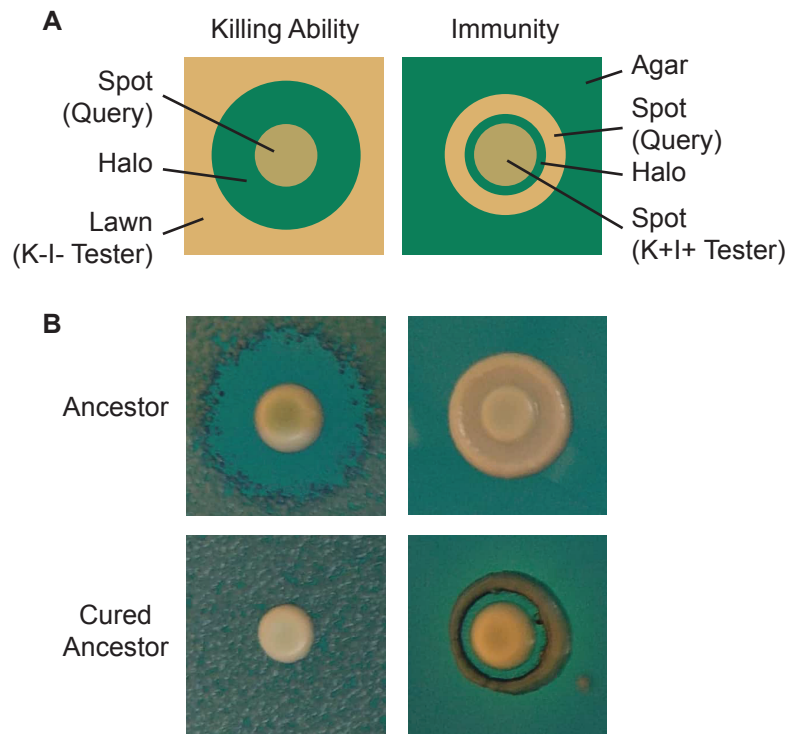 A
Killing Ability
Immunity
Spot
(Query)
Halo
Lawn
(K-I- Tester)
Agar
Spot
(Query)
Halo
Spot
(K+I+ Tester)
B
Ancestor
Cured
Ancestor